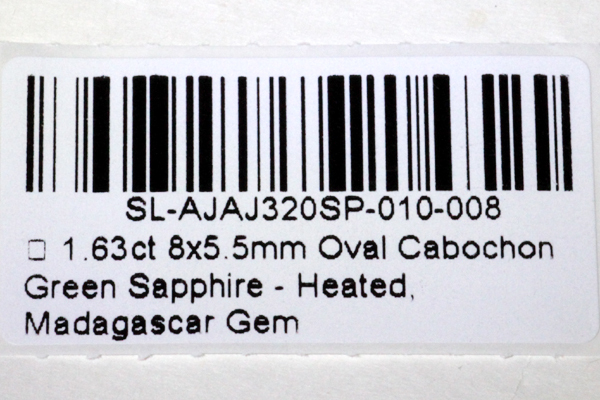 SL-AJAJ320SP-010-008
□ 1.63ct 8x5.5mm Oval Cabochon
Green Sapphire - Heated,
Madagascar Gem